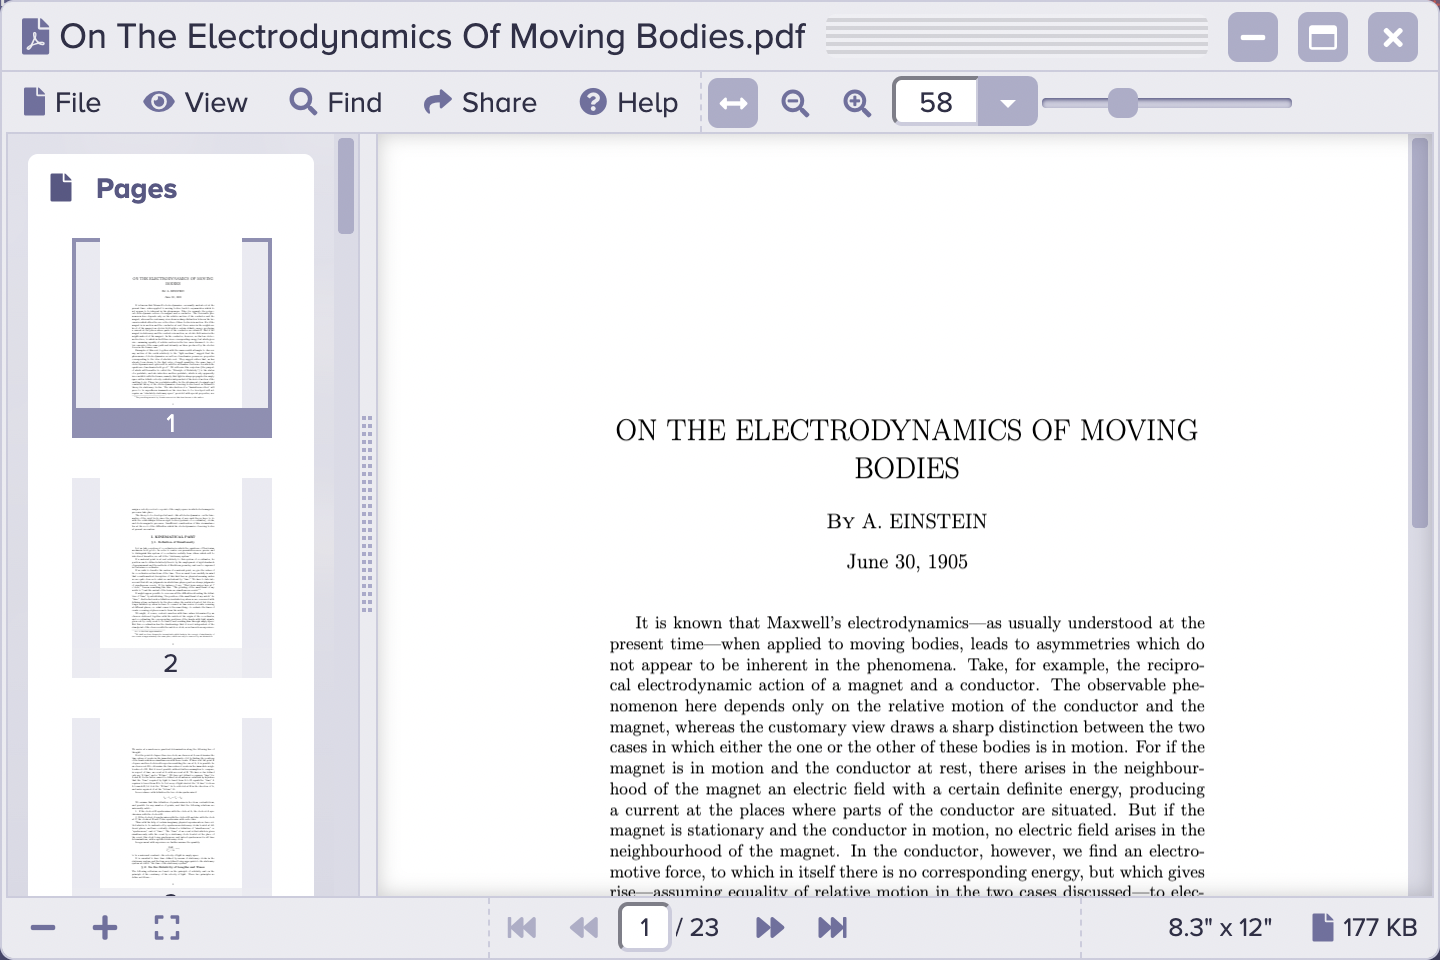 On The Electrodynamics Of Moving Bodies.pdf
File View Find Share Help 58
Pages
1
2
ON THE ELECTRODYNAMICS OF MOVING
BODIES
By A. EINSTEIN
June 30, 1905
It is known that Maxwell's electrodynamics—as usually understood at the
present time—when applied to moving bodies, leads to asymmetries which do
not appear to be inherent in the phenomena. Take, for example, the recipro-
cal electrodynamic action of a magnet and a conductor. The observable phe-
nomenon here depends only on the relative motion of the conductor and the
magnet, whereas the customary view draws a sharp distinction between the two
cases in which either the one or the other of these bodies is in motion. For if the
magnet is in motion and the conductor at rest, there arises in the neighbour-
hood of the magnet an electric field with a certain definite energy, producing
a current at the places where parts of the conductor are situated. But if the
magnet is stationary and the conductor in motion, no electric field arises in the
neighbourhood of the magnet. In the conductor, however, we find an electro-
motive force, to which in itself there is no corresponding energy, but which gives
rise—assuming equality of relative motion in the two cases discussed—to elec-
1 / 23
8.3" x 12"
177 KB